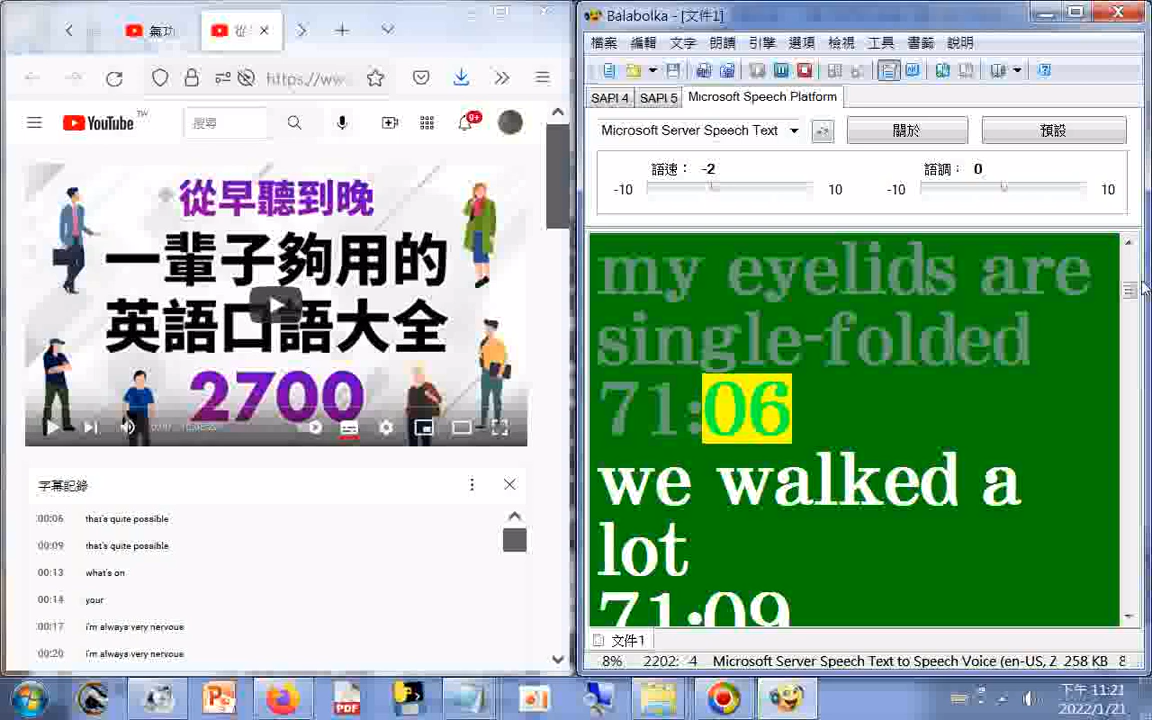 氣功
https://www
YouTube TW
搜尋
9+
從早聽到晚
一輩子夠用的
英語口語大全
2700
字幕記錄
:00:06 that's quite possible
:00:09 that's quite possible
:00:13 what's on
:00:14 your
:00:17 i'm always very nervous
:00:20 i'm always very nervous
Balabolka - [文件1]
檔案 編輯 文字 朗讀 引擎 選項 檢視 工具 書籤 說明
SAPI 4 SAPI 5 Microsoft Speech Platform
Microsoft Server Speech Text 關於 預設
語速： -2 語調： 0
-10 10 -10 10
my eyelids are
single-folded
71:06
we walked a
lot
71:09
文件1
8% 2202: 4 Microsoft Server Speech Text to Speech Voice (en-US, Z 258 KB 8
PDF
下午 11:21
2022/1/21